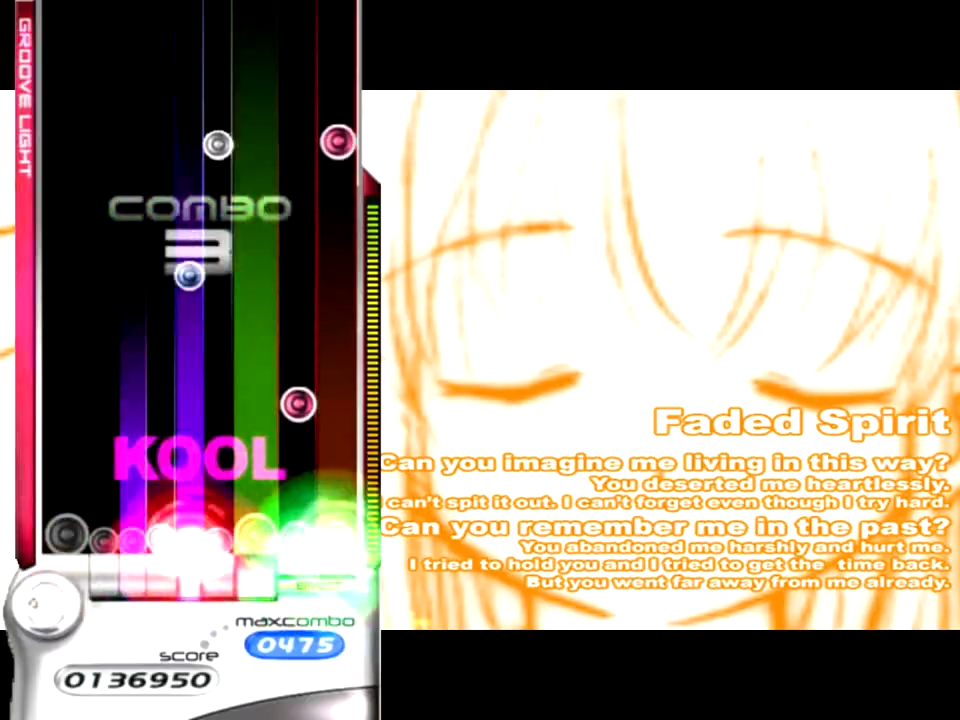 GROOVE LIGHT
COMBO
3
KOOL
maxcombo
0475
score
0136950
Faded Spirit
Can you imagine me living in this way?
You deserted me heartlessly.
can't spit it out. I can't forget even though I try hard.
Can you remember me in the past?
You abandoned me harshly and hurt me.
I tried to hold you and I tried to get the time back.
But you went far away from me already.